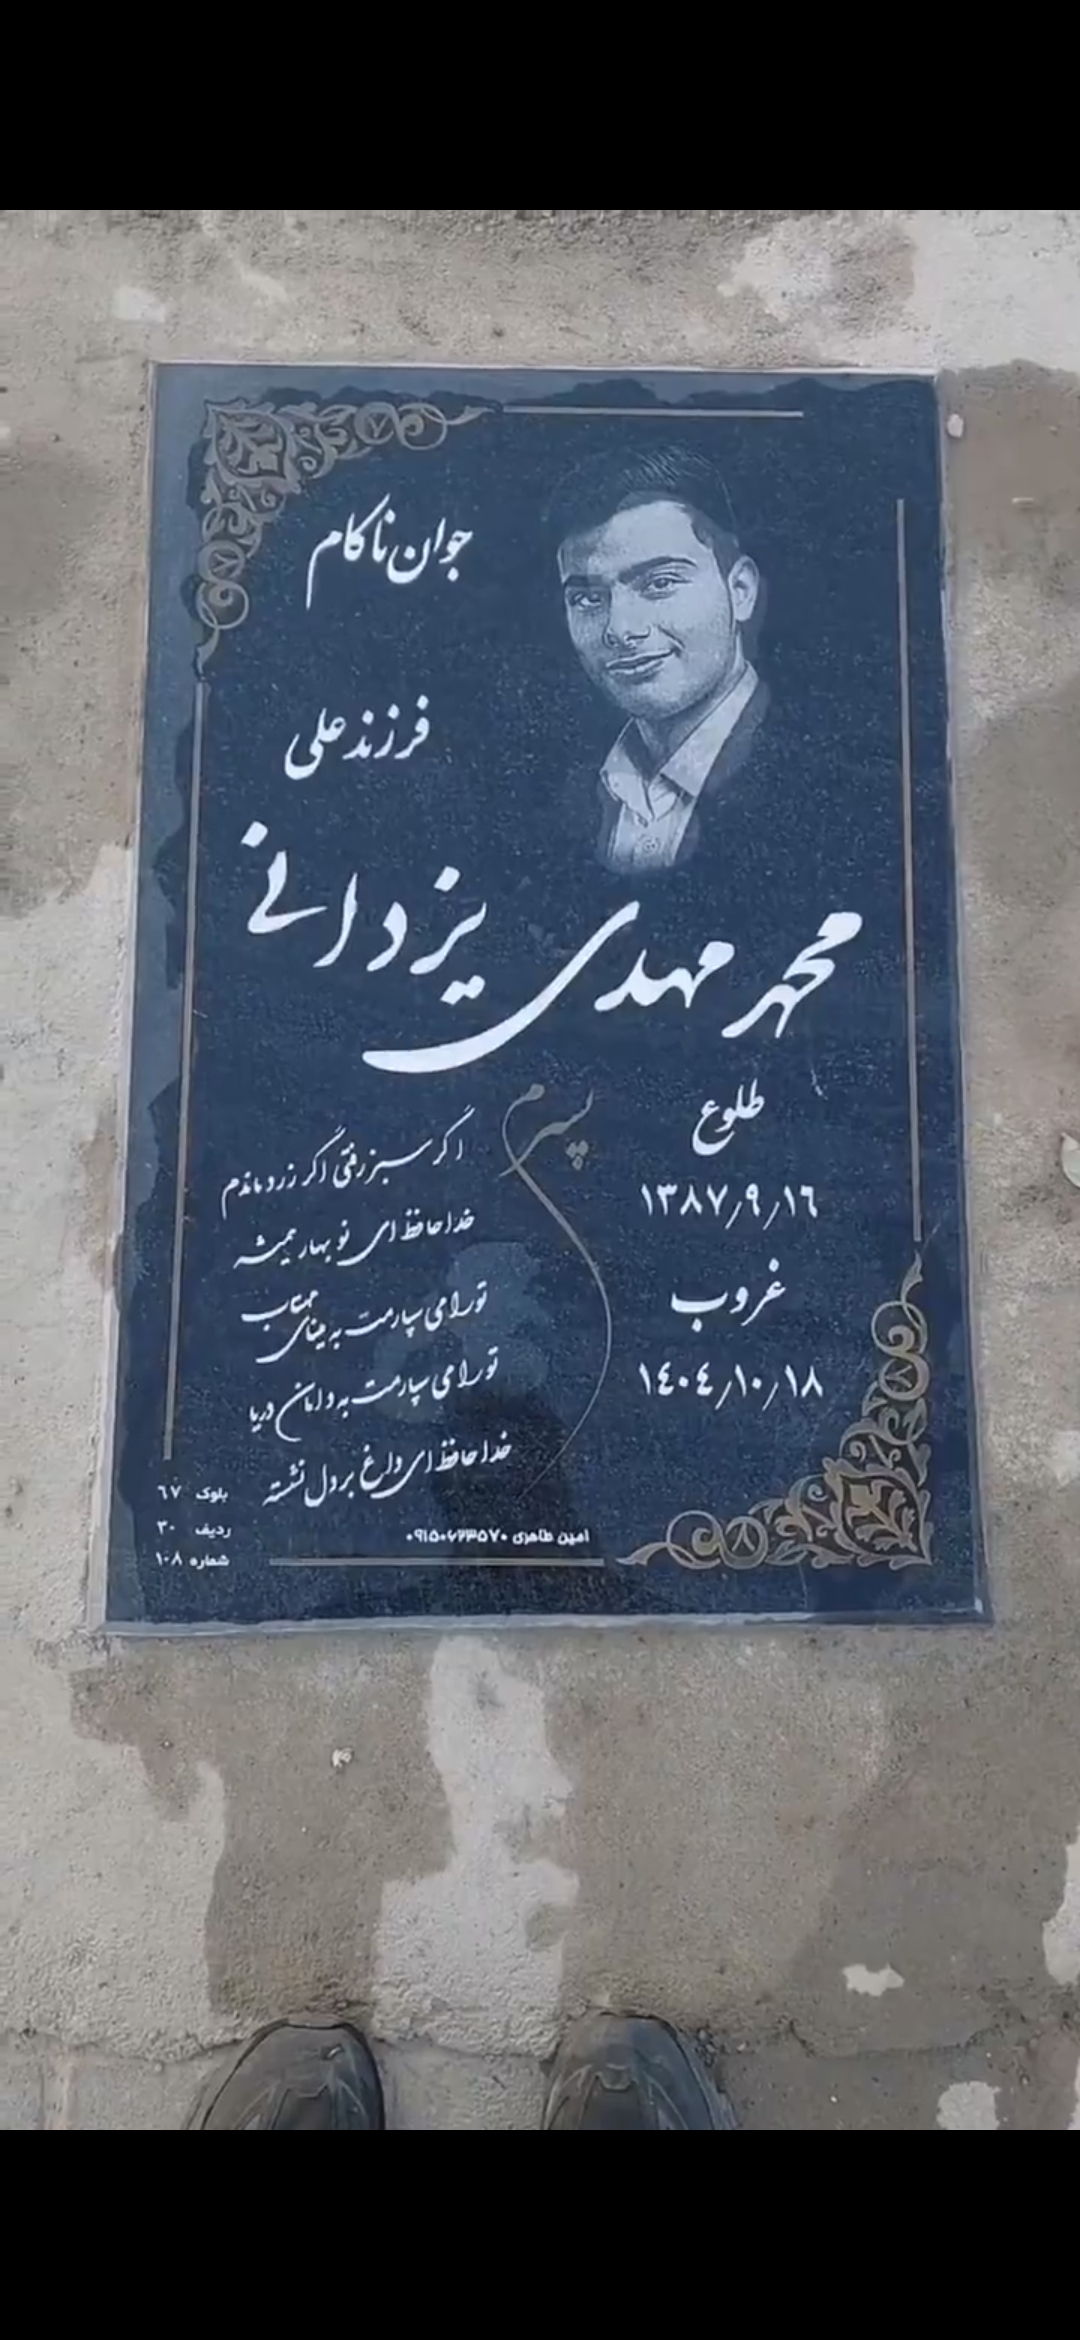 جوان ناکام
فرزند علی
محمد مهدی یزدانی
طلوع
۱۳۸۷/۹/۱۶
غروب
۱۴۰۴/۱۰/۱۸
پسرم
اگر سبز رفتی اگر زرد ماندم
خداحافظ ای نوبهار همیشه
تو را می سپارمت به مینای مهتاب
تو را می سپارمت به دامان دریا
خداحافظ ای داغ بر دل نشسته
بلوک ۶۷
ردیف ۳۰
شماره ۱۰۸
امین طاهری ۰۹۱۵۰۶۲۳۵۷۰